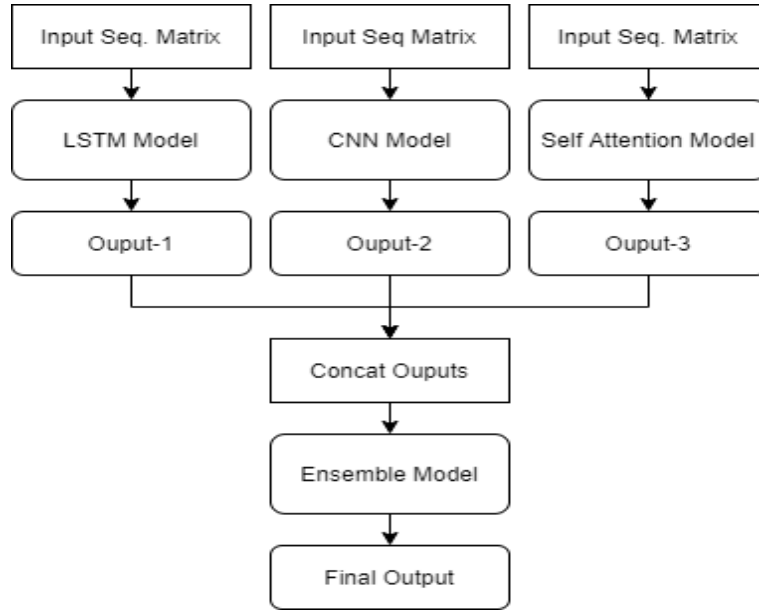 Input Seq. Matrix
Input Seq Matrix
Input Seq. Matrix
LSTM Model
CNN Model
Self Attention Model
Ouput-1
Ouput-2
Ouput-3
Concat Ouputs
Ensemble Model
Final Output